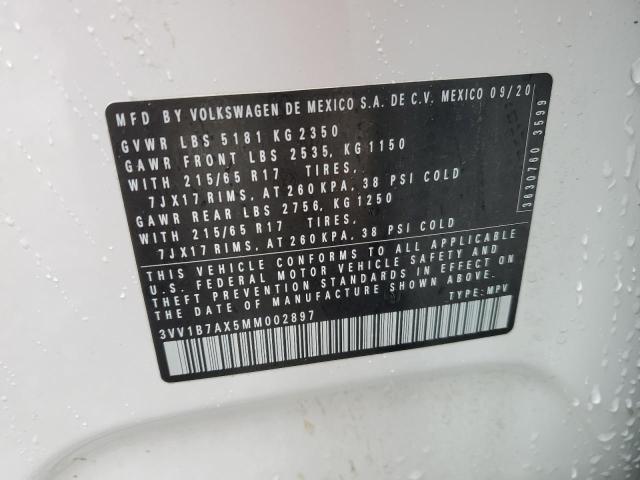 MFD BY VOLKSWAGEN DE MEXICO S.A. DE C.V. MEXICO 09/20
GVWR LBS 5181 KG 2350
GAWR FRONT LBS 2535, KG 1150
WITH 215/65 R17 TIRES,
7JX17 RIMS, AT 260 KPA, 38 PSI COLD
GAWR REAR LBS 2756, KG 1250
WITH 215/65 R17 TIRES,
7JX17 RIMS, AT 260 KPA, 38 PSI COLD
THIS VEHICLE CONFORMS TO ALL APPLICABLE
U.S. FEDERAL MOTOR VEHICLE SAFETY AND
THEFT PREVENTION STANDARDS IN EFFECT ON
THE DATE OF MANUFACTURE SHOWN ABOVE.
3VV1B7AX5MM002897 TYPE: MPV
3630760 3599